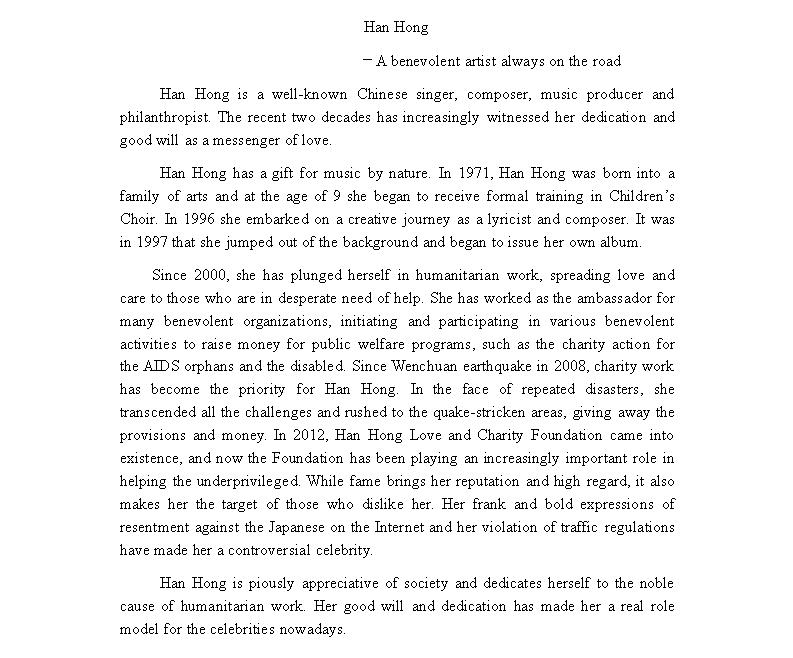 Han Hong
– A benevolent artist always on the road
Han Hong is a well-known Chinese singer, composer, music producer and
philanthropist. The recent two decades has increasingly witnessed her dedication and
good will as a messenger of love.
Han Hong has a gift for music by nature. In 1971, Han Hong was born into a
family of arts and at the age of 9 she began to receive formal training in Children’s
Choir. In 1996 she embarked on a creative journey as a lyricist and composer. It was
in 1997 that she jumped out of the background and began to issue her own album.
Since 2000, she has plunged herself in humanitarian work, spreading love and
care to those who are in desperate need of help. She has worked as the ambassador for
many benevolent organizations, initiating and participating in various benevolent
activities to raise money for public welfare programs, such as the charity action for
the AIDS orphans and the disabled. Since Wenchuan earthquake in 2008, charity work
has become the priority for Han Hong. In the face of repeated disasters, she
transcended all the challenges and rushed to the quake-stricken areas, giving away the
provisions and money. In 2012, Han Hong Love and Charity Foundation came into
existence, and now the Foundation has been playing an increasingly important role in
helping the underprivileged. While fame brings her reputation and high regard, it also
makes her the target of those who dislike her. Her frank and bold expressions of
resentment against the Japanese on the Internet and her violation of traffic regulations
have made her a controversial celebrity.
Han Hong is piously appreciative of society and dedicates herself to the noble
cause of humanitarian work. Her good will and dedication has made her a real role
model for the celebrities nowadays.